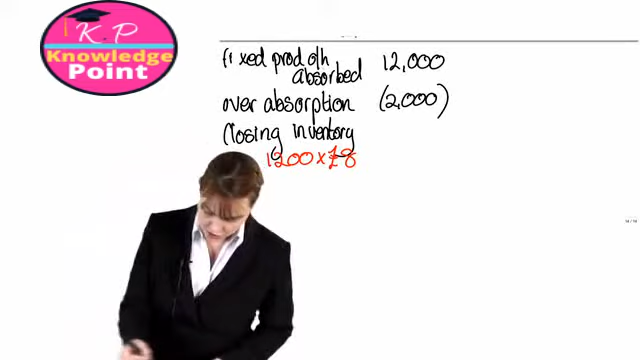 K.P
Knowledge
Point
fixed prod o/h absorbed 12,000
over absorption (2,000)
Closing inventory
1200 x £8